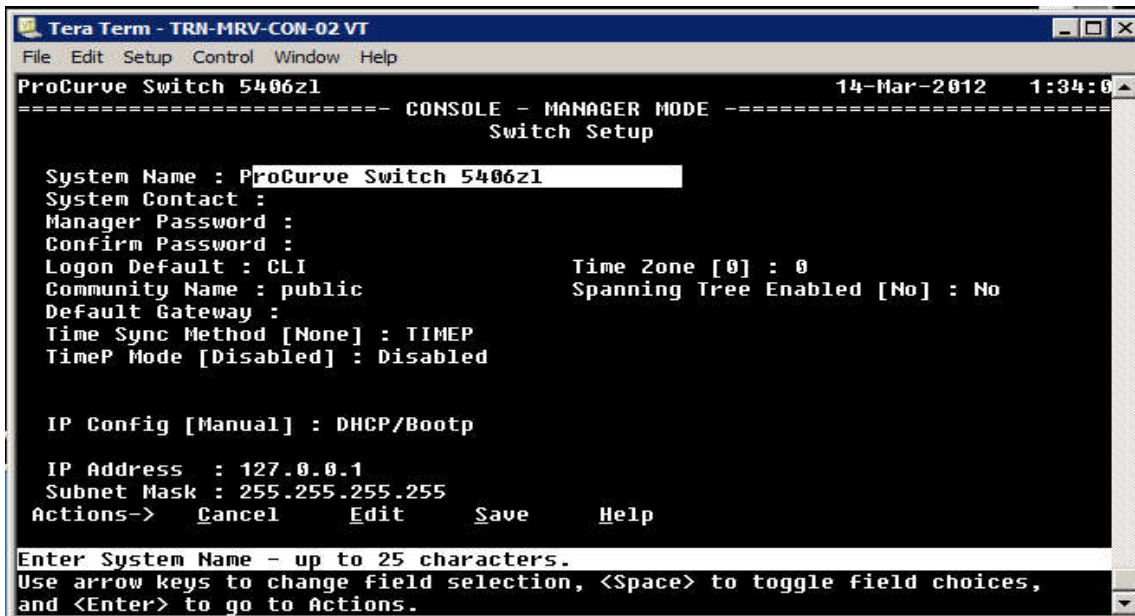 Tera Term - TRN-MRV-CON-02 VT
File Edit Setup Control Window Help
ProCurve Switch 5406zl 14-Mar-2012 1:34:0
==========================- CONSOLE - MANAGER MODE -===========================
Switch Setup
System Name : ProCurve Switch 5406zl
System Contact :
Manager Password :
Confirm Password :
Logon Default : CLI Time Zone [0] : 0
Community Name : public Spanning Tree Enabled [No] : No
Default Gateway :
Time Sync Method [None] : TIMEP
TimeP Mode [Disabled] : Disabled
IP Config [Manual] : DHCP/Bootp
IP Address : 127.0.0.1
Subnet Mask : 255.255.255.255
Actions-> Cancel Edit Save Help
Enter System Name - up to 25 characters.
Use arrow keys to change field selection, <Space> to toggle field choices,
and <Enter> to go to Actions.